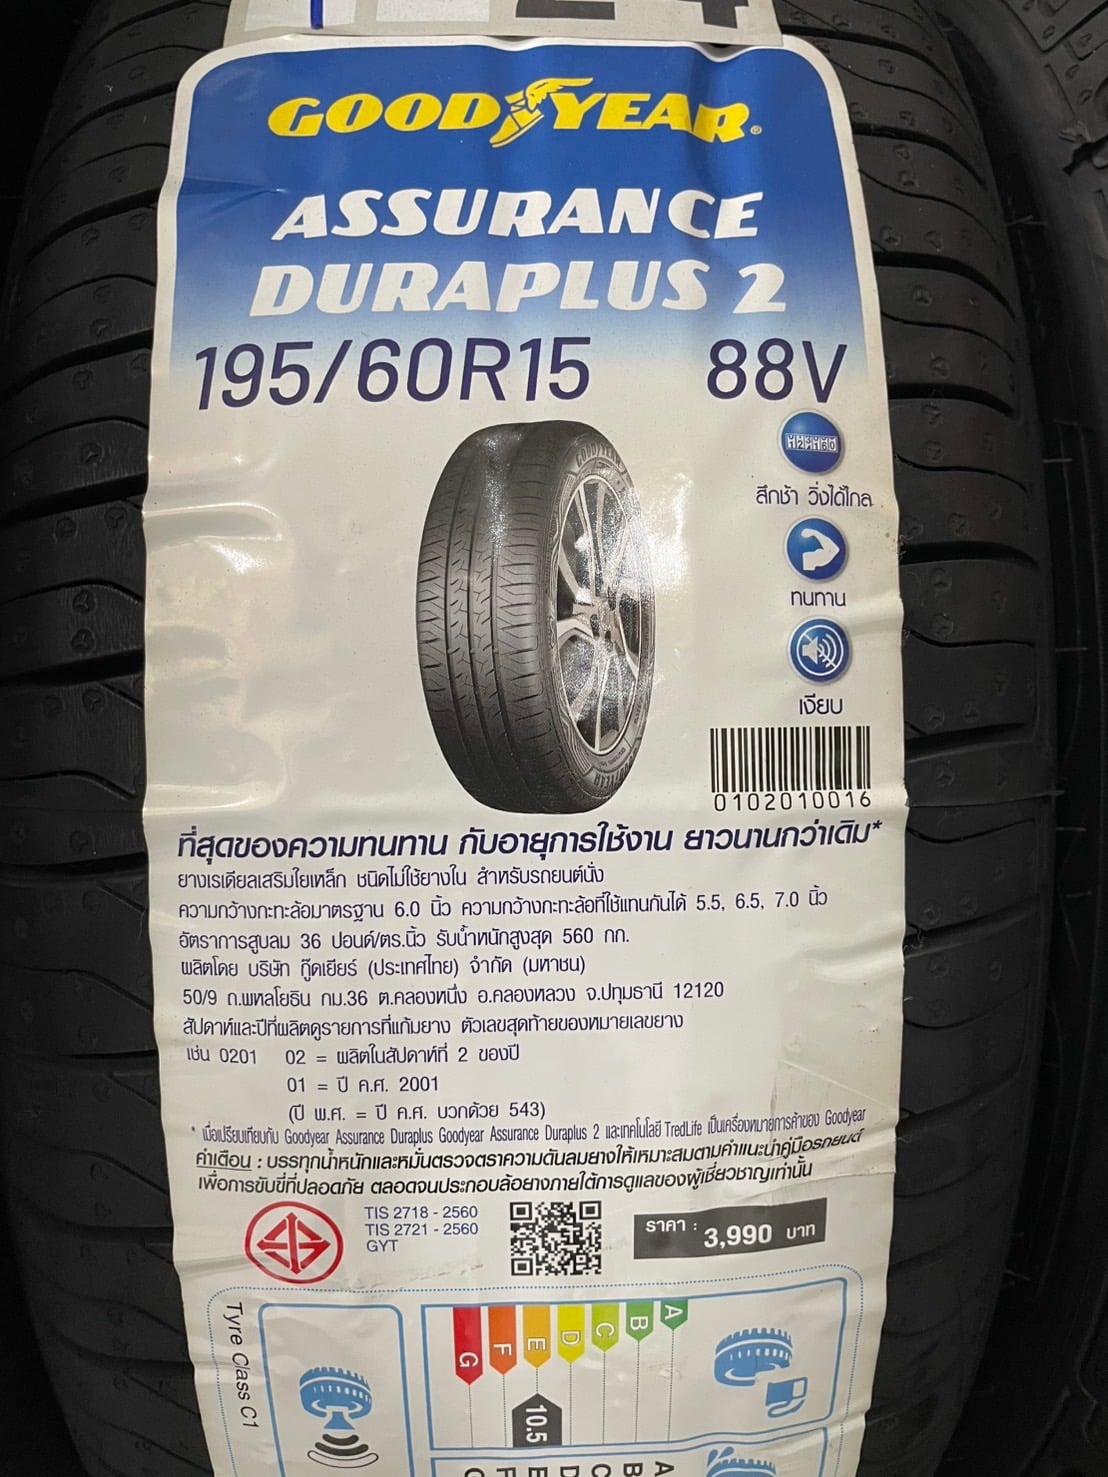 GOODYEAR®
ASSURANCE
DURAPLUS 2
195/60R15 88V
สึกช้า วิ่งได้ไกล
ทนทาน
เงียบ
0102010016
ที่สุดของความทนทาน กับอายุการใช้งาน ยาวนานกว่าเดิม*
ยางเรเดียลเสริมใยเหล็ก ชนิดไม่ใช้ยางใน สำหรับรถยนต์นั่ง
ความกว้างกะทะล้อมาตรฐาน 6.0 นิ้ว ความกว้างกะทะล้อที่ใช้แทนกันได้ 5.5, 6.5, 7.0 นิ้ว
อัตราการสูบลม 36 ปอนด์/ตร.นิ้ว รับน้ำหนักสูงสุด 560 กก.
ผลิตโดย บริษัท กู๊ดเยียร์ (ประเทศไทย) จำกัด (มหาชน)
50/9 ถ.พหลโยธิน กม.36 ต.คลองหนึ่ง อ.คลองหลวง จ.ปทุมธานี 12120
สัปดาห์และปีที่ผลิตดูรายการที่แก้มยาง ตัวเลขสุดท้ายของหมายเลขยาง
เช่น 0201 02 = ผลิตในสัปดาห์ที่ 2 ของปี
01 = ปี ค.ศ. 2001
(ปี พ.ศ. = ปี ค.ศ. บวกด้วย 543)
* เมื่อเปรียบเทียบกับ Goodyear Assurance Duraplus Goodyear Assurance Duraplus 2 และเทคโนโลยี TredLife เป็นเครื่องหมายการค้าของ Goodyear
คำเตือน : บรรทุกน้ำหนักและหมั่นตรวจตราความดันลมยางให้เหมาะสมตามคำแนะนำคู่มือรถยนต์
เพื่อการขับขี่ที่ปลอดภัย ตลอดจนประกอบล้อยางภายใต้การดูแลของผู้เชี่ยวชาญเท่านั้น
TIS 2718 - 2560
TIS 2721 - 2560
GYT
ราคา : 3,990 บาท
Tyre Class C1
G F E D C B A
10.5
G F E D C B A